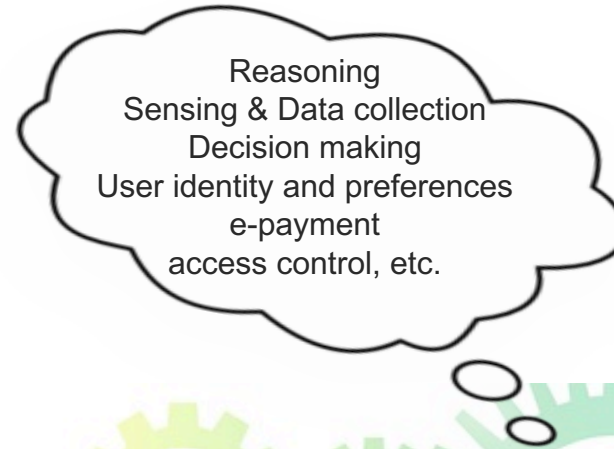 Reasoning
Sensing & Data collection
Decision making
User identity and preferences
e-payment
access control, etc.